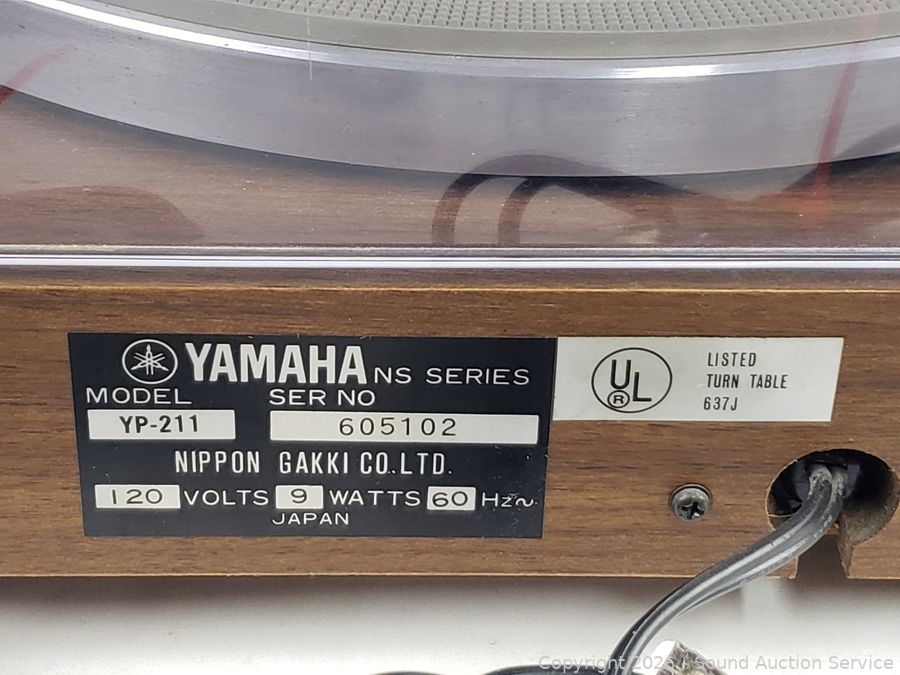 YAMAHA NS SERIES
MODEL SER NO
YP-211 605102
NIPPON GAKKI CO.LTD.
120 VOLTS 9 WATTS 60 Hz~
JAPAN
UL ®
LISTED
TURN TABLE
637J
Sound Auction Service